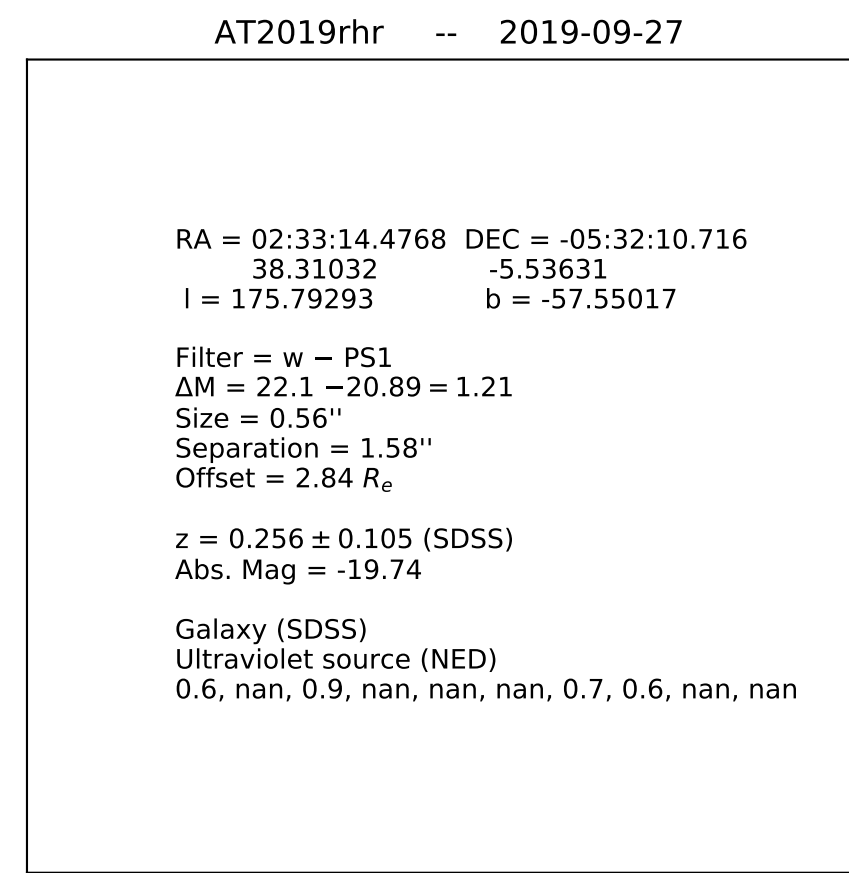 AT2019rhr -- 2019-09-27
RA = 02:33:14.4768 DEC = -05:32:10.716
38.31032 -5.53631
l = 175.79293 b = -57.55017
Filter = w − PS1
ΔM = 22.1 −20.89 = 1.21
Size = 0.56''
Separation = 1.58''
Offset = 2.84 Rₑ
z = 0.256 ± 0.105 (SDSS)
Abs. Mag = -19.74
Galaxy (SDSS)
Ultraviolet source (NED)
0.6, nan, 0.9, nan, nan, nan, 0.7, 0.6, nan, nan